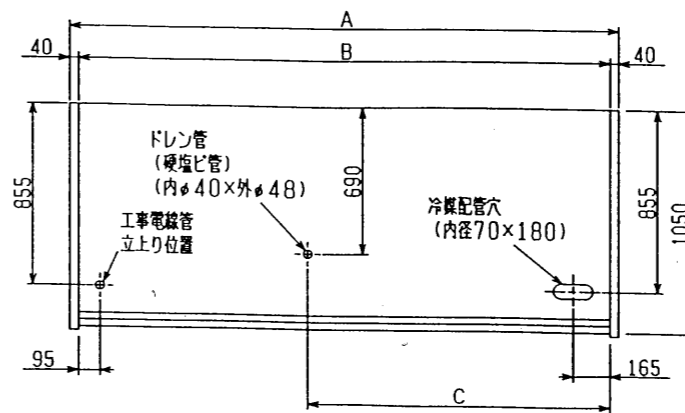 A
40
B
40
ドレン管
(硬塩ビ管)
(内φ40×外φ48)
690
855
工事電線管
立上り位置
冷媒配管穴
(内径70×180)
855
1050
95
165
C